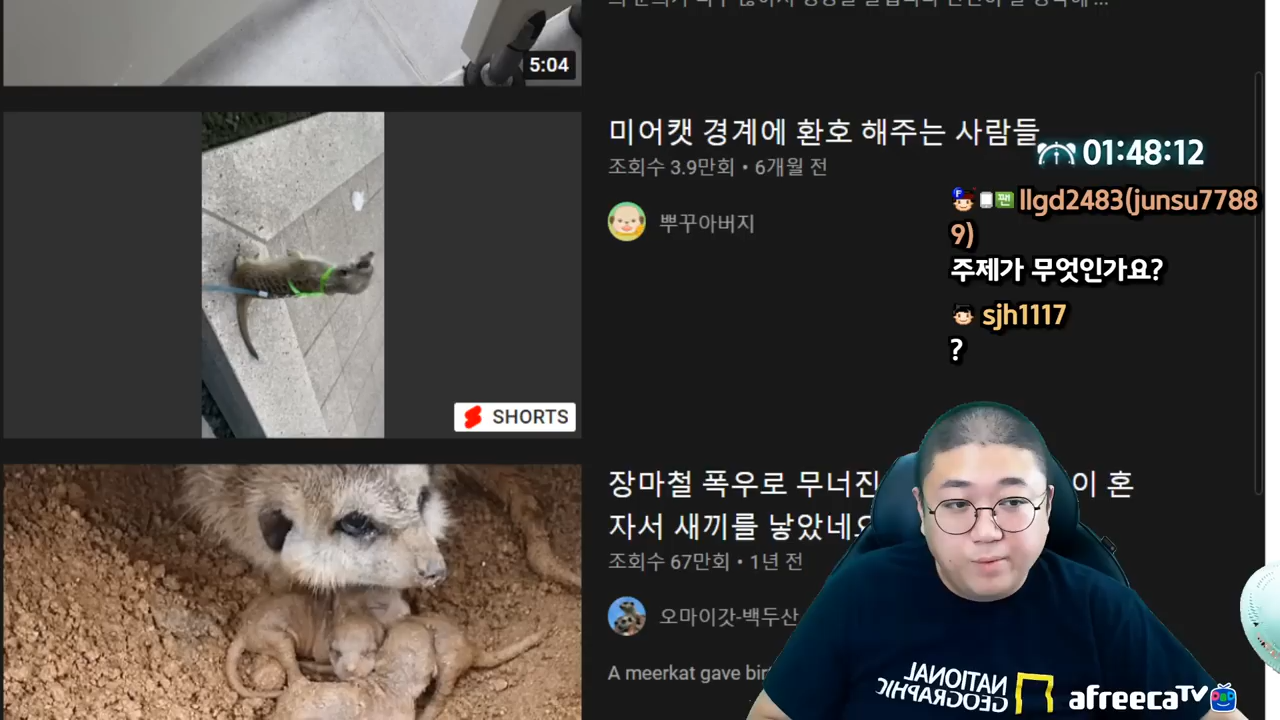 5:04
미어캣 경계에 환호 해주는 사람들
01:48:12
조회수 3.9만회 • 6개월 전
llgd2483(junsu7788
9)
뿌꾸아버지
주제가 무엇인가요?
sjh1117
?
SHORTS
장마철 폭우로 무너진 이 혼
자서 새끼를 낳았네요
조회수 67만회 • 1년 전
오마이갓-백두산
A meerkat gave
NATIONAL
GEOGRAPHIC
afreecaTV